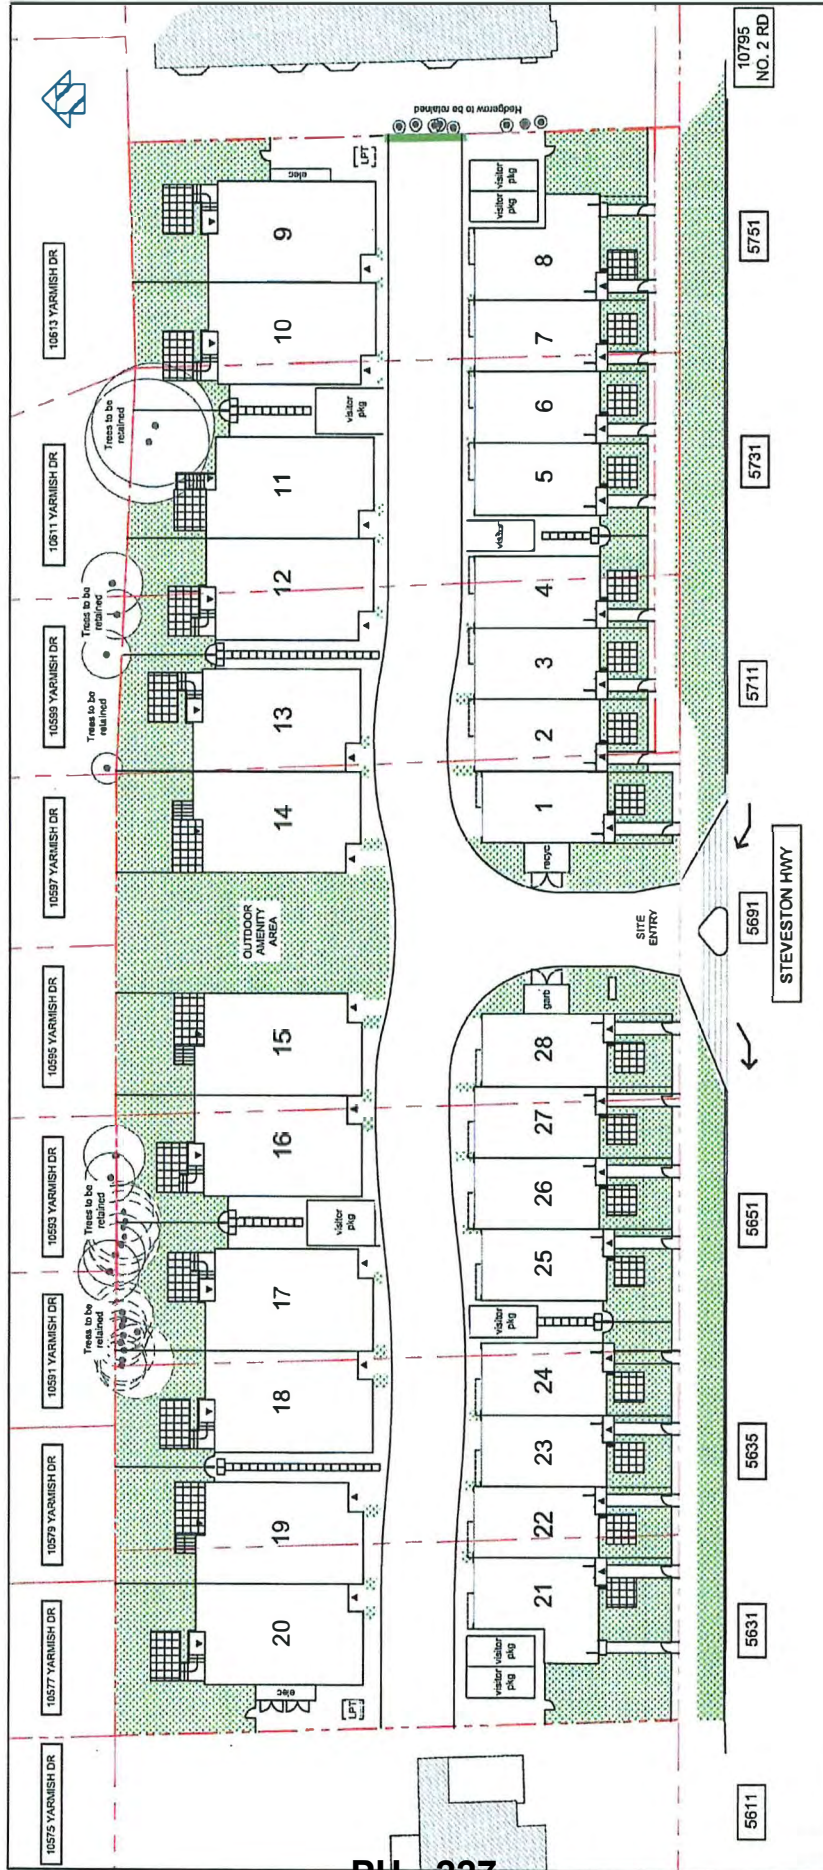 10575 YARMISH DR
10577 YARMISH DR
10579 YARMISH DR
10591 YARMISH DR
10593 YARMISH DR
10595 YARMISH DR
10597 YARMISH DR
10599 YARMISH DR
10611 YARMISH DR
10613 YARMISH DR
Trees to be
retained
Trees to be
retained
Trees to be
retained
Trees to be
retained
Trees to be
retained
20
19
18
17
16
15
OUTDOOR
AMENITY
AREA
14
13
12
11
10
9
elec
elec
LPT
visitor
pkg
visitor
pkg
LPT
Hedgerow to be retained
visitor
pkg
visitor
pkg
21
22
23
24
visitor
pkg
25
26
27
28
garb
SITE
ENTRY
recyc
1
2
3
4
visitor
5
6
7
8
visitor
pkg
visitor
pkg
5611
5631
5635
5651
5691
5711
5731
5751
10795
NO. 2 RD
STEVESTON HWY